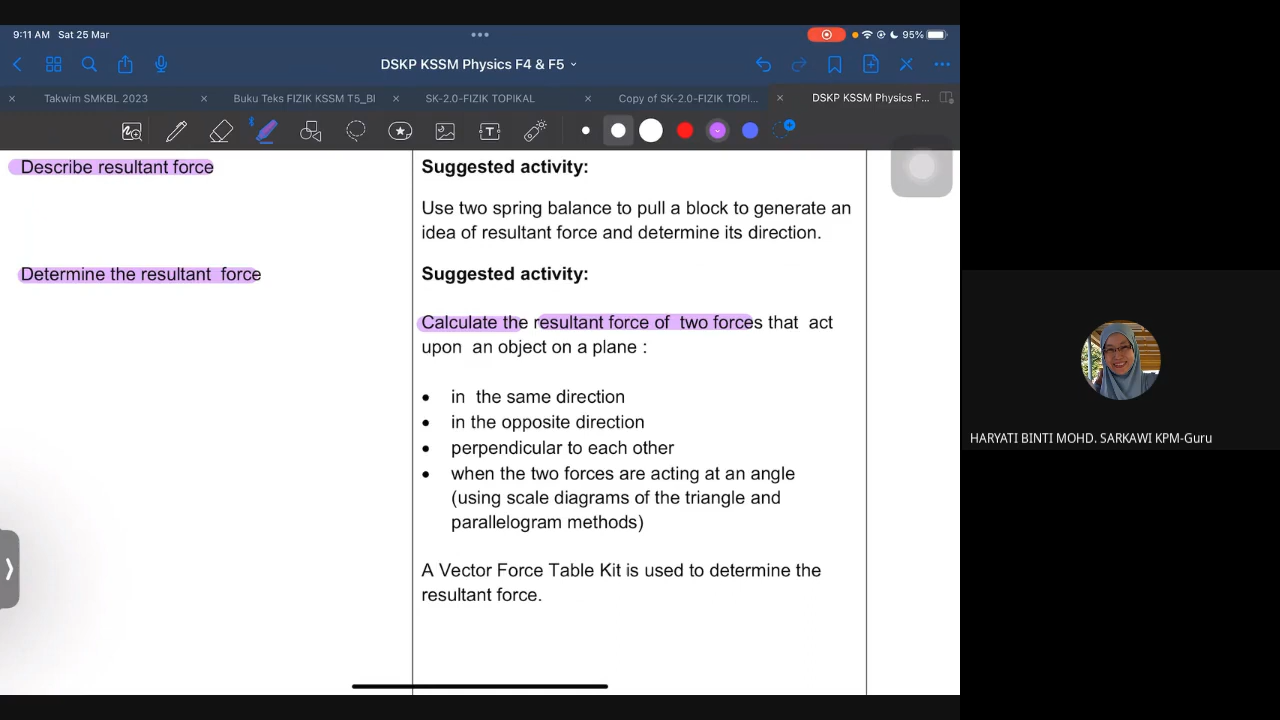 9:11 AM Sat 25 Mar
95%
DSKP KSSM Physics F4 & F5
Takwim SMKBL 2023
Buku Teks FIZIK KSSM T5_BI
SK-2.0-FIZIK TOPIKAL
Copy of SK-2.0-FIZIK TOPI...
DSKP KSSM Physics F...
Describe resultant force
Suggested activity:
Use two spring balance to pull a block to generate an
idea of resultant force and determine its direction.
Determine the resultant force
Suggested activity:
Calculate the resultant force of two forces that act
upon an object on a plane :
• in the same direction
• in the opposite direction
• perpendicular to each other
• when the two forces are acting at an angle
(using scale diagrams of the triangle and
parallelogram methods)
A Vector Force Table Kit is used to determine the
resultant force.
HARYATI BINTI MOHD. SARKAWI KPM-Guru